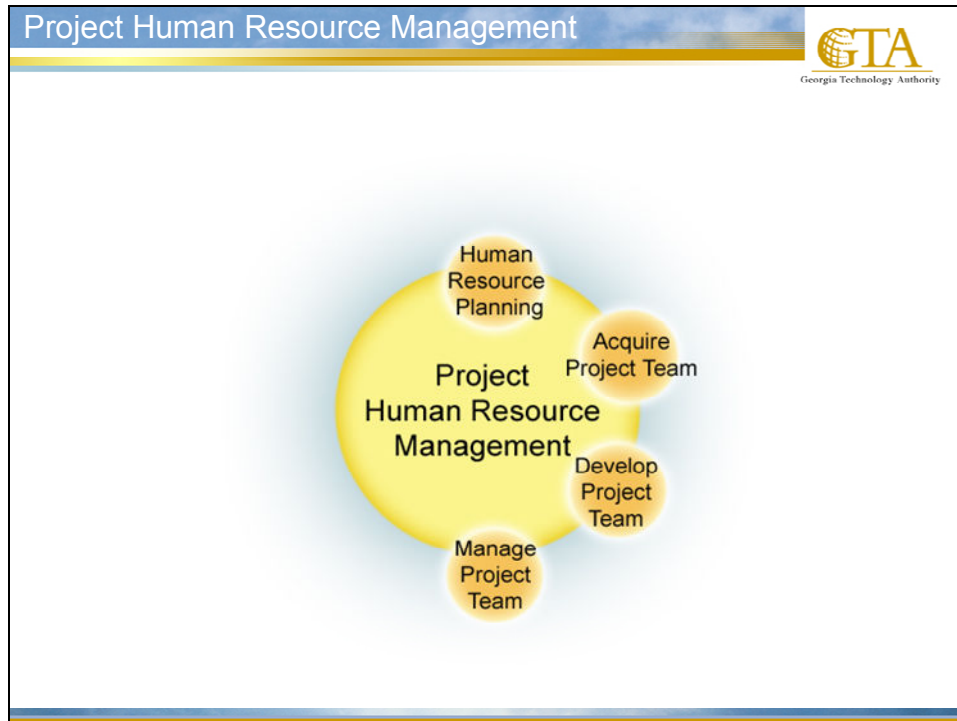 Project Human Resource Management
GTA
Georgia Technology Authority
Human
Resource
Planning
Acquire
Project Team
Project
Human Resource
Management
Develop
Project
Team
Manage
Project
Team